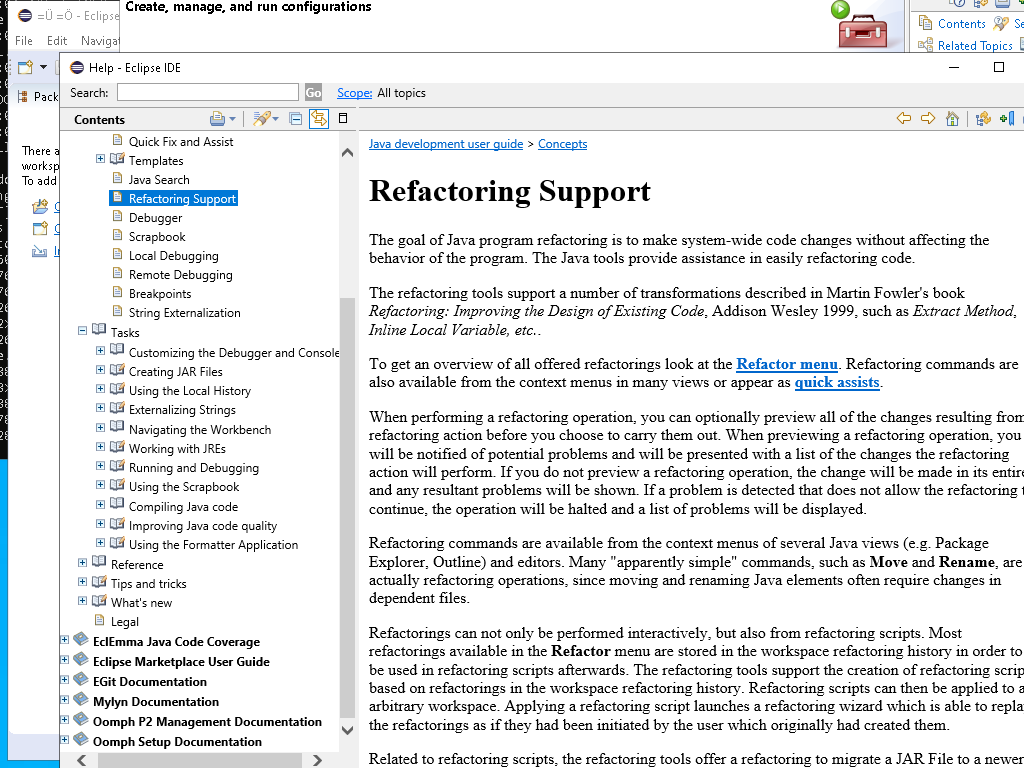 Create, manage, and run configurations
=Ü =Ö - Eclipse
File Edit Navigat
Contents
Related Topics
Help - Eclipse IDE
Pack
Search:
Go
Scope: All topics
Contents
There a
worksp
To add
Quick Fix and Assist
Templates
Java Search
Refactoring Support
Debugger
Scrapbook
Local Debugging
Remote Debugging
Breakpoints
String Externalization
Tasks
Customizing the Debugger and Console
Creating JAR Files
Using the Local History
Externalizing Strings
Navigating the Workbench
Working with JREs
Running and Debugging
Using the Scrapbook
Compiling Java code
Improving Java code quality
Using the Formatter Application
Reference
Tips and tricks
What's new
Legal
EclEmma Java Code Coverage
Eclipse Marketplace User Guide
EGit Documentation
Mylyn Documentation
Oomph P2 Management Documentation
Oomph Setup Documentation
Java development user guide > Concepts
Refactoring Support
The goal of Java program refactoring is to make system-wide code changes without affecting the
behavior of the program. The Java tools provide assistance in easily refactoring code.
The refactoring tools support a number of transformations described in Martin Fowler's book
Refactoring: Improving the Design of Existing Code, Addison Wesley 1999, such as Extract Method,
Inline Local Variable, etc..
To get an overview of all offered refactorings look at the Refactor menu. Refactoring commands are
also available from the context menus in many views or appear as quick assists.
When performing a refactoring operation, you can optionally preview all of the changes resulting from
refactoring action before you choose to carry them out. When previewing a refactoring operation, you
will be notified of potential problems and will be presented with a list of the changes the refactoring
action will perform. If you do not preview a refactoring operation, the change will be made in its entire
and any resultant problems will be shown. If a problem is detected that does not allow the refactoring t
continue, the operation will be halted and a list of problems will be displayed.
Refactoring commands are available from the context menus of several Java views (e.g. Package
Explorer, Outline) and editors. Many "apparently simple" commands, such as Move and Rename, are
actually refactoring operations, since moving and renaming Java elements often require changes in
dependent files.
Refactorings can not only be performed interactively, but also from refactoring scripts. Most
refactorings available in the Refactor menu are stored in the workspace refactoring history in order to
be used in refactoring scripts afterwards. The refactoring tools support the creation of refactoring scrip
based on refactorings in the workspace refactoring history. Refactoring scripts can then be applied to a
arbitrary workspace. Applying a refactoring script launches a refactoring wizard which is able to repla
the refactorings as if they had been initiated by the user which originally had created them.
Related to refactoring scripts, the refactoring tools offer a refactoring to migrate a JAR File to a newer